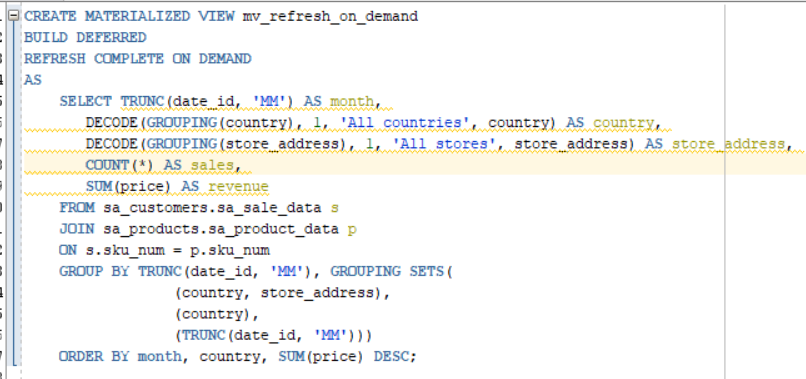 CREATE MATERIALIZED VIEW mv_refresh_on_demand
BUILD DEFERRED
REFRESH COMPLETE ON DEMAND
AS
SELECT TRUNC(date_id, 'MM') AS month,
DECODE(GROUPING(country), 1, 'All countries', country) AS country,
DECODE(GROUPING(store_address), 1, 'All stores', store_address) AS store_address,
COUNT(*) AS sales,
SUM(price) AS revenue
FROM sa_customers.sa_sale_data s
JOIN sa_products.sa_product_data p
ON s.sku_num = p.sku_num
GROUP BY TRUNC(date_id, 'MM'), GROUPING SETS(
(country, store_address),
(country),
(TRUNC(date_id, 'MM')))
ORDER BY month, country, SUM(price) DESC;